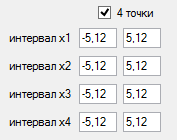 4 точки
интервал x1 -5,12 5,12
интервал x2 -5,12 5,12
интервал x3 -5,12 5,12
интервал x4 -5,12 5,12